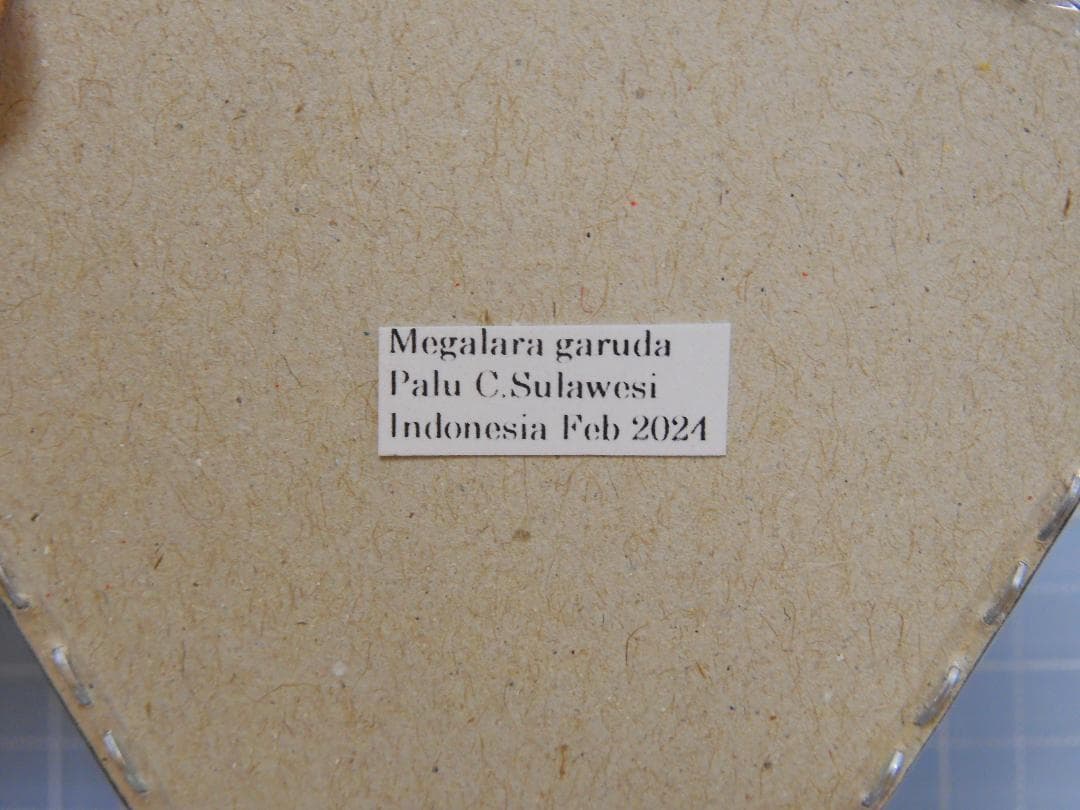 Megalara garuda
Palu C.Sulawesi
Indonesia Feb 2024